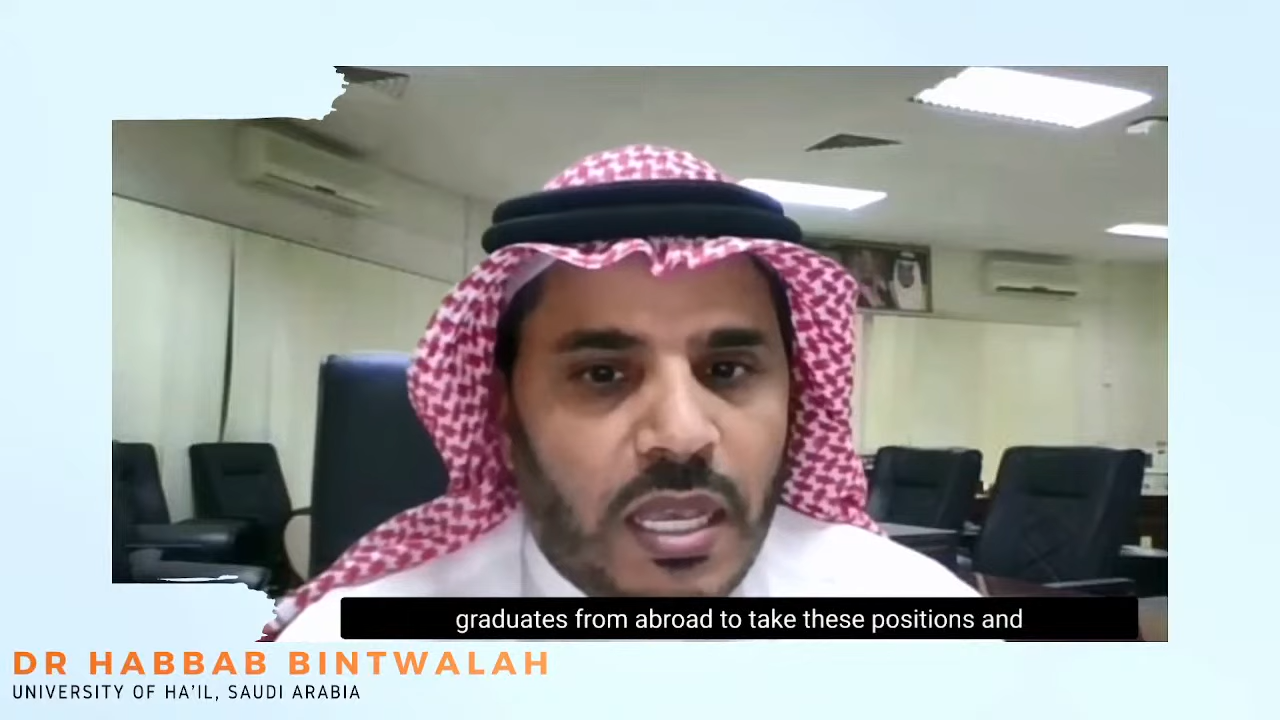 graduates from abroad to take these positions and
DR HABBAB BINTWALAH
UNIVERSITY OF HA'IL, SAUDI ARABIA